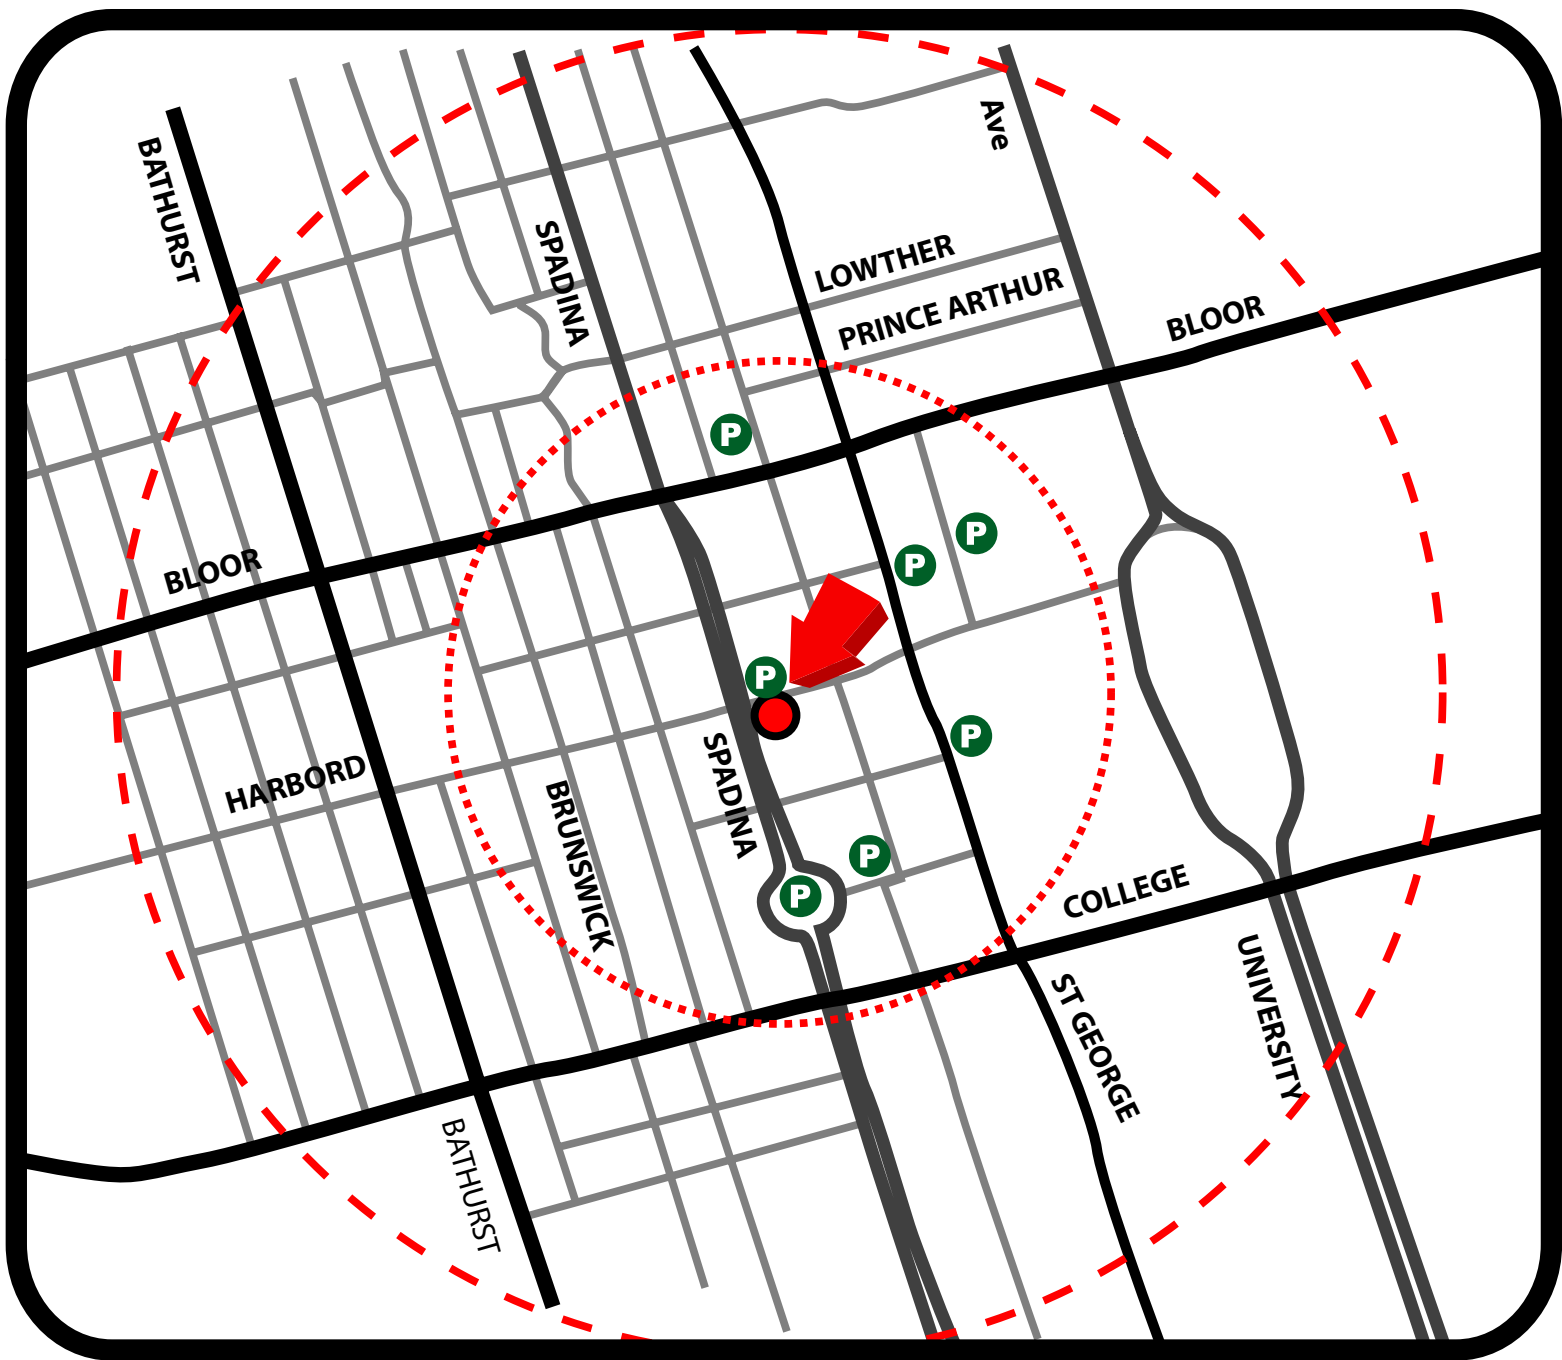 Ave
BATHURST
SPADINA
LOWTHER
PRINCE ARTHUR
BLOOR
P
P
P
BLOOR
P
P
HARBORD
SPADINA
BRUNSWICK
P
P
COLLEGE
UNIVERSITY
ST GEORGE
BATHURST